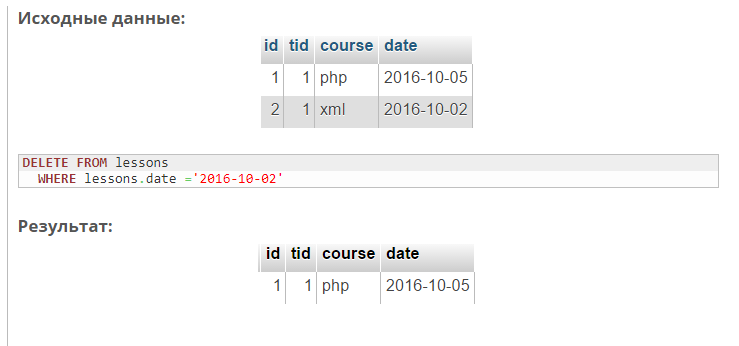 Исходные данные:
id tid course date
1 1 php 2016-10-05
2 1 xml 2016-10-02
DELETE FROM lessons
WHERE lessons.date ='2016-10-02'
Результат:
id tid course date
1 1 php 2016-10-05